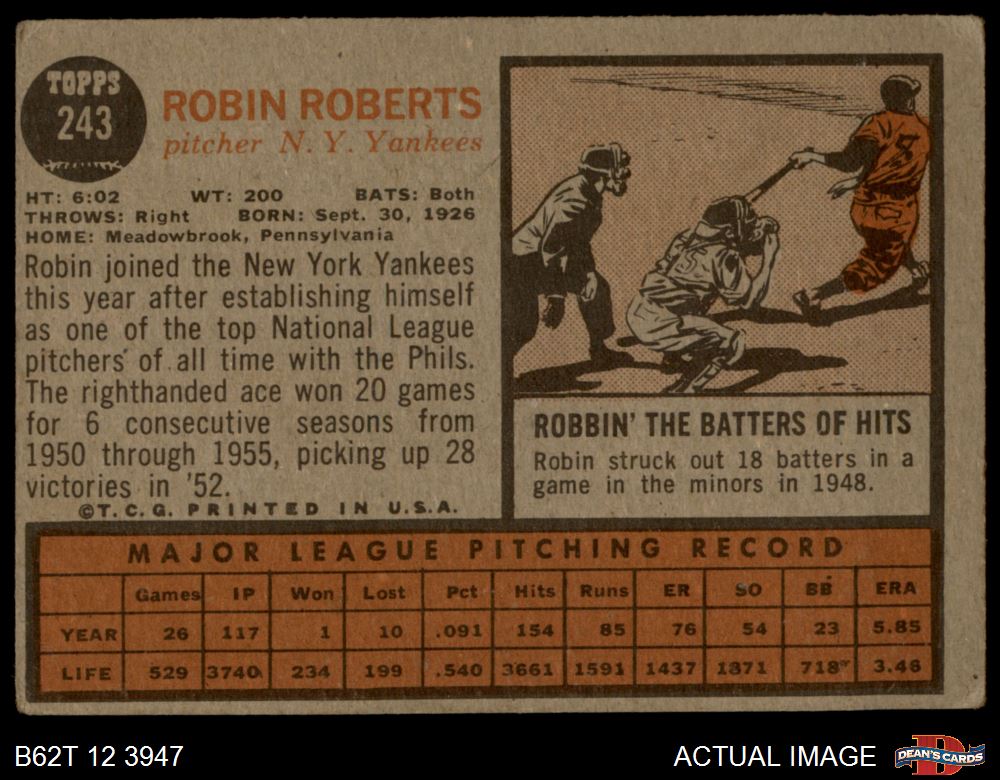 TOPPS
243
ROBIN ROBERTS
pitcher N. Y. Yankees
HT: 6:02 WT: 200 BATS: Both
THROWS: Right BORN: Sept. 30, 1926
HOME: Meadowbrook, Pennsylvania
Robin joined the New York Yankees
this year after establishing himself
as one of the top National League
pitchers of all time with the Phils.
The righthanded ace won 20 games
for 6 consecutive seasons from
1950 through 1955, picking up 28
victories in '52.
©T. C. G. PRINTED IN U.S.A.
5
ROBBIN' THE BATTERS OF HITS
Robin struck out 18 batters in a
game in the minors in 1948.
MAJOR LEAGUE PITCHING RECORD
Games IP Won Lost Pct Hits Runs ER SO BB ERA
YEAR 26 117 1 10 .091 154 85 76 54 23 5.85
LIFE 529 3740 234 199 .540 3661 1591 1437 1871 718 3.46
B62T 12 3947
ACTUAL IMAGE
D
DEAN'S CARDS